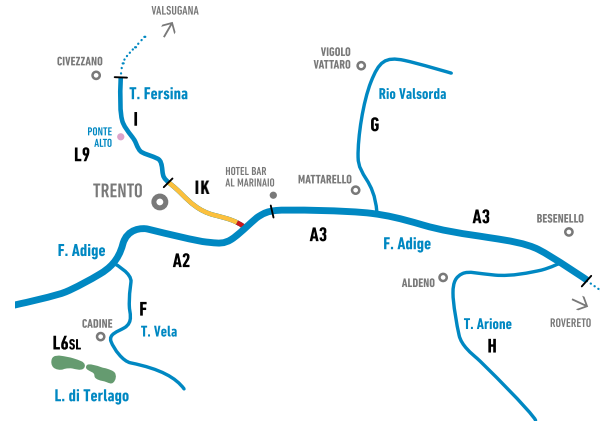 VALSUGANA
CIVEZZANO
T. Fersina
I
PONTE
ALTO
L9
TRENTO
IK
HOTEL BAR
AL MARINAIO
VIGOLO
VATTARO
Rio Valsorda
G
MATTARELLO
A3
F. Adige
A3
BESENELLO
F. Adige
A2
ALDENO
ROVERETO
F
CADINE
T. Vela
T. Arione
H
L6SL
L. di Terlago